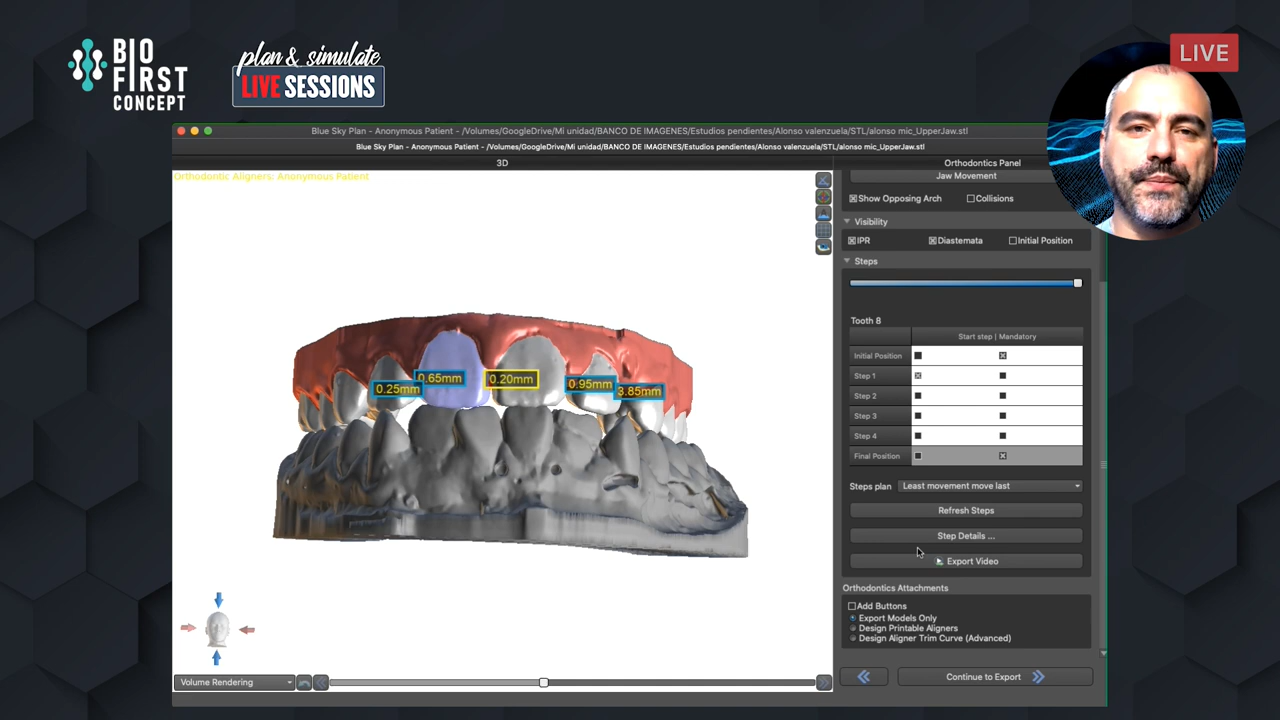 BIO
FIRST
CONCEPT
plan & simulate
LIVE SESSIONS
LIVE
Blue Sky Plan - Anonymous Patient - /Volumes/GoogleDrive/Mi unidad/BANCO DE IMAGENES/Estudios pendientes/Alonso valenzuela/STL/alonso mic_UpperJaw.stl
Blue Sky Plan - Anonymous Patient - /Volumes/GoogleDrive/Mi unidad/BANCO DE IMAGENES/Estudios pendientes/Alonso valenzuela/STL/alonso mic_UpperJaw.stl
3D
Orthodontics Panel
Orthodontic Aligners: Anonymous Patient
Jaw Movement
Show Opposing Arch
Collisions
Visibility
IPR
Diastemata
Initial Position
Steps
Tooth 8
Start step | Mandatory
Initial Position
Step 1
Step 2
Step 3
Step 4
Final Position
0.25mm
0.65mm
0.20mm
0.95mm
3.85mm
Steps plan
Least movement move last
Refresh Steps
Step Details ...
Export Video
Orthodontics Attachments
Add Buttons
Export Models Only
Design Printable Aligners
Design Aligner Trim Curve (Advanced)
Volume Rendering
Continue to Export